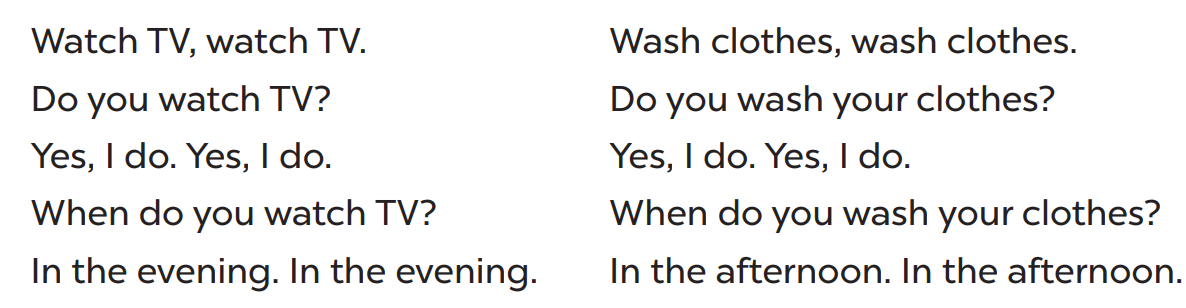 Watch TV, watch TV.
Do you watch TV?
Yes, I do. Yes, I do.
When do you watch TV?
In the evening. In the evening.
Wash clothes, wash clothes.
Do you wash your clothes?
Yes, I do. Yes, I do.
When do you wash your clothes?
In the afternoon. In the afternoon.